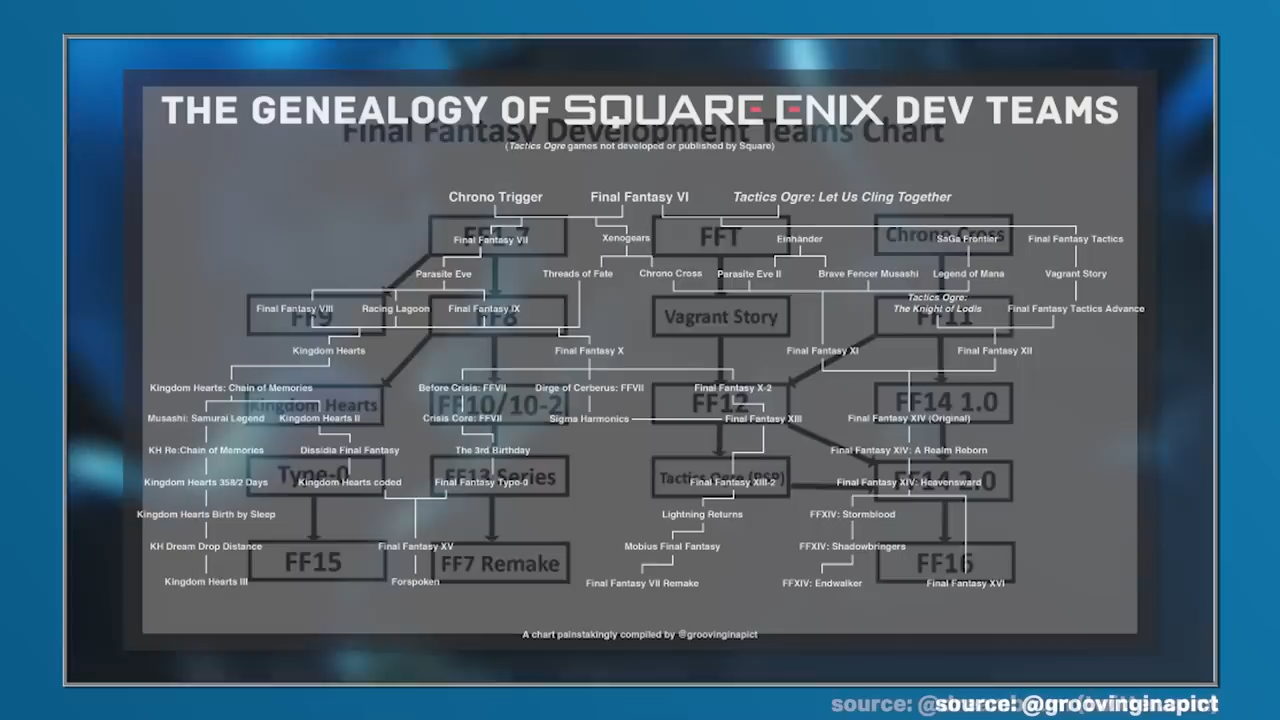 THE GENEALOGY OF SQUARE ENIX DEV TEAMS
Final Fantasy Development Teams Chart
(Tactics Ogre games not developed or published by Square)
Chrono Trigger Final Fantasy VI Tactics Ogre: Let Us Cling Together
FFT Chrono Cross
Final Fantasy VII Xenogears Einhänder SaGa Frontier Final Fantasy Tactics
Parasite Eve Threads of Fate Chrono Cross Parasite Eve II Brave Fencer Musashi Legend of Mana Vagrant Story
Tactics Ogre:
The Knight of Lodis
Final Fantasy VIII Racing Lagoon Final Fantasy IX Final Fantasy Tactics Advance
FF9 FF8 Vagrant Story FF11
Kingdom Hearts Final Fantasy X Final Fantasy XI Final Fantasy XII
Kingdom Hearts: Chain of Memories Before Crisis: FFVII Dirge of Cerberus: FFVII Final Fantasy X-2
Kingdom Hearts FF10/10-2 FF12 FF14 1.0
Musashi: Samurai Legend Kingdom Hearts II Crisis Core: FFVII Sigma Harmonics Final Fantasy XIII Final Fantasy XIV (Original)
KH Re:Chain of Memories Dissidia Final Fantasy The 3rd Birthday Final Fantasy XIV: A Realm Reborn
Type-0 FF13 Series Tactics Ogre (PSP) FF14 2.0
Kingdom Hearts 358/2 Days Kingdom Hearts coded Final Fantasy Type-0 Final Fantasy XIII-2 Final Fantasy XIV: Heavensward
Kingdom Hearts Birth by Sleep Lightning Returns FFXIV: Stormblood
KH Dream Drop Distance Final Fantasy XV Mobius Final Fantasy FFXIV: Shadowbringers
FF15 FF7 Remake FF16
Kingdom Hearts III Forspoken Final Fantasy VII Remake FFXIV: Endwalker Final Fantasy XVI
A chart painstakingly compiled by @groovinginapict
source: @groovinginapict